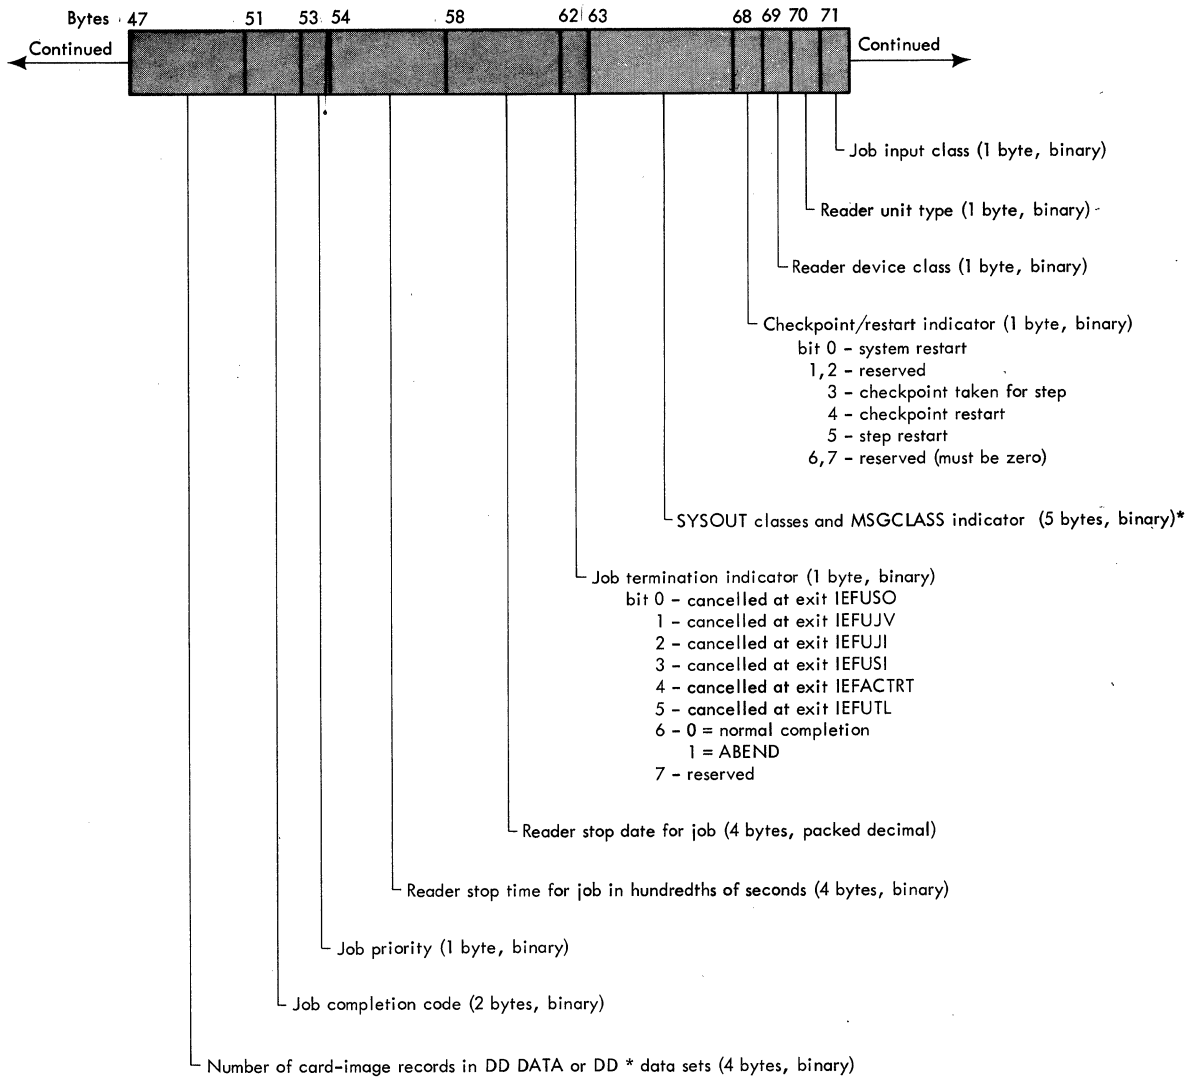 Bytes 47 51 53 54 58 62 63 68 69 70 71
Continued
Continued
Job input class (1 byte, binary)
Reader unit type (1 byte, binary)
Reader device class (1 byte, binary)
Checkpoint/restart indicator (1 byte, binary)
bit 0 - system restart
1,2 - reserved
3 - checkpoint taken for step
4 - checkpoint restart
5 - step restart
6,7 - reserved (must be zero)
SYSOUT classes and MSGCLASS indicator (5 bytes, binary)*
Job termination indicator (1 byte, binary)
bit 0 - cancelled at exit IEFUSO
1 - cancelled at exit IEFUJV
2 - cancelled at exit IEFUJI
3 - cancelled at exit IEFUSI
4 - cancelled at exit IEFACTRT
5 - cancelled at exit IEFUTL
6 - 0 = normal completion
1 = ABEND
7 - reserved
Reader stop date for job (4 bytes, packed decimal)
Reader stop time for job in hundredths of seconds (4 bytes, binary)
Job priority (1 byte, binary)
Job completion code (2 bytes, binary)
Number of card-image records in DD DATA or DD * data sets (4 bytes, binary)